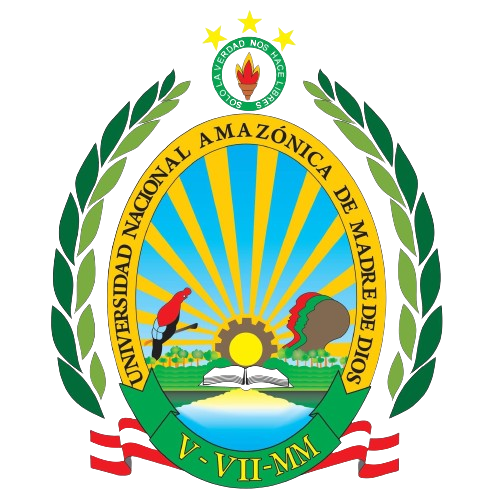 SOLO LA VERDAD NOS HACE LIBRES
UNIVERSIDAD NACIONAL AMAZÓNICA DE MADRE DE DIOS
V-VII-MM